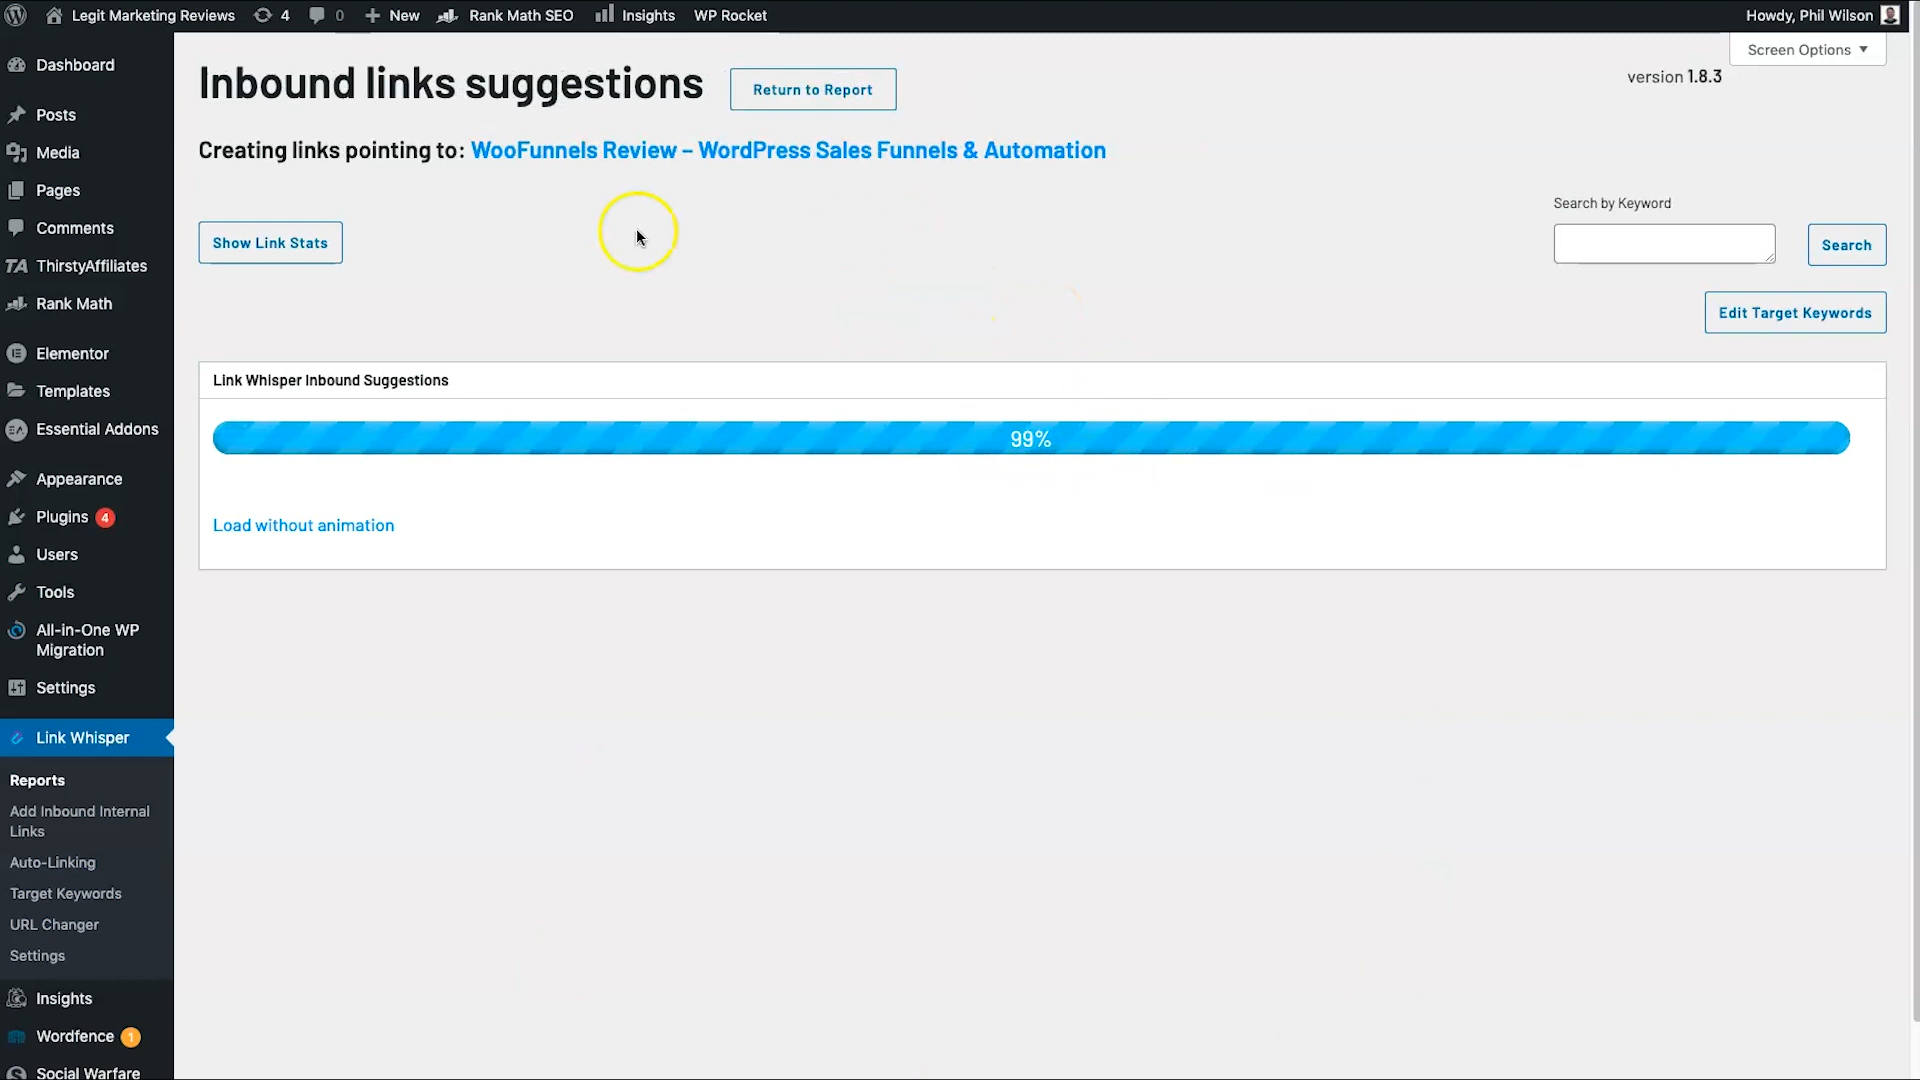 Legit Marketing Reviews 4 0 New Rank Math SEO Insights WP Rocket Howdy, Phil Wilson
Screen Options
Dashboard
Posts
Media
Pages
Comments
TA ThirstyAffiliates
Rank Math
Elementor
Templates
EA Essential Addons
Appearance
Plugins 4
Users
Tools
All-in-One WP
Migration
Settings
Link Whisper
Reports
Add Inbound Internal
Links
Auto-Linking
Target Keywords
URL Changer
Settings
Insights
Wordfence 1
Social Warfare
Inbound links suggestions Return to Report
version 1.8.3
Creating links pointing to: WooFunnels Review – WordPress Sales Funnels & Automation
Search by Keyword
Show Link Stats
Search
Edit Target Keywords
Link Whisper Inbound Suggestions
99%
Load without animation